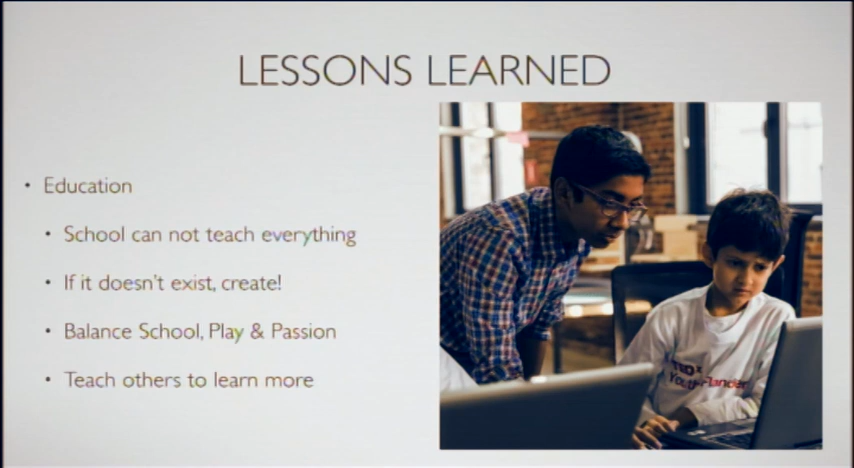 LESSONS LEARNED
• Education
• School can not teach everything
• If it doesn't exist, create!
• Balance School, Play & Passion
• Teach others to learn more